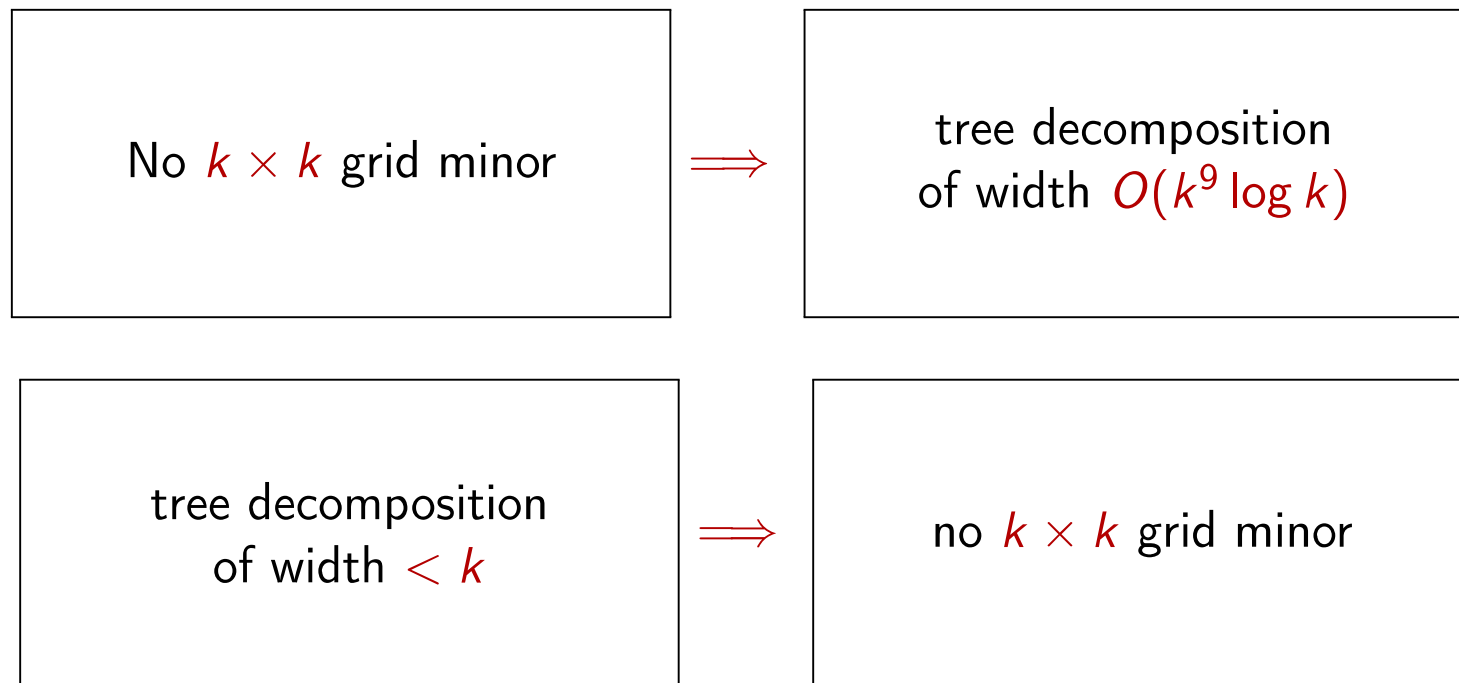 No k × k grid minor
⟹
tree decomposition
of width O(k⁹ log k)
tree decomposition
of width < k
⟹
no k × k grid minor